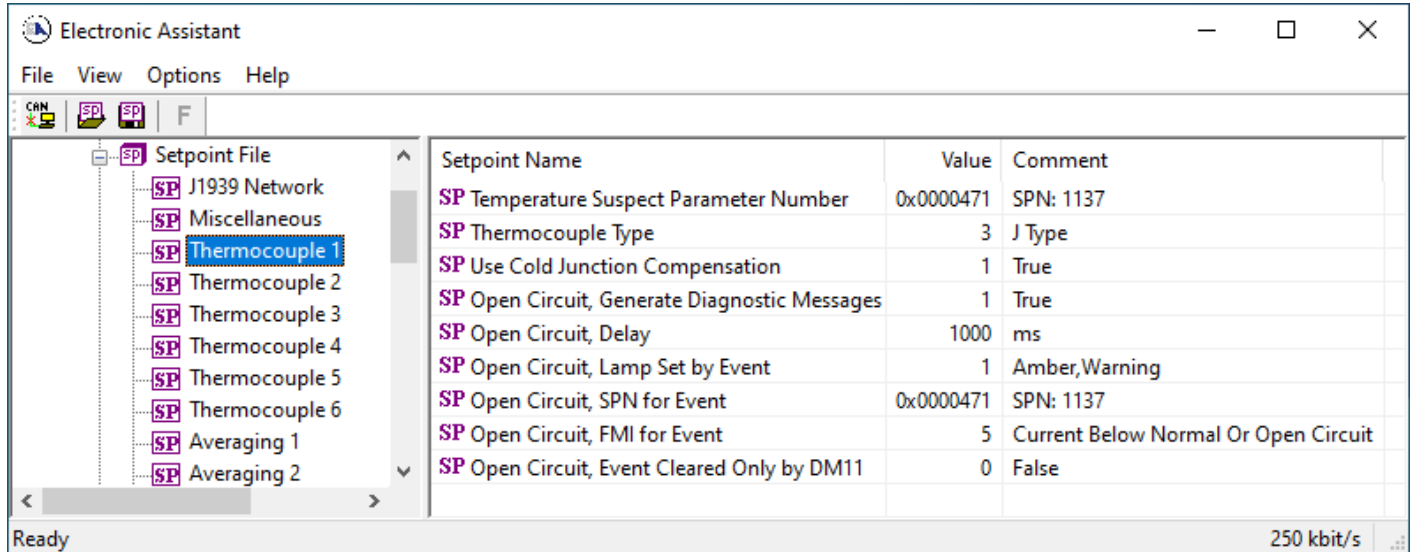 Electronic Assistant
File View Options Help
CAN SP SP F
SP Setpoint File
SP J1939 Network
SP Miscellaneous
SP Thermocouple 1
SP Thermocouple 2
SP Thermocouple 3
SP Thermocouple 4
SP Thermocouple 5
SP Thermocouple 6
SP Averaging 1
SP Averaging 2
Setpoint Name Value Comment
SP Temperature Suspect Parameter Number 0x0000471 SPN: 1137
SP Thermocouple Type 3 J Type
SP Use Cold Junction Compensation 1 True
SP Open Circuit, Generate Diagnostic Messages 1 True
SP Open Circuit, Delay 1000 ms
SP Open Circuit, Lamp Set by Event 1 Amber,Warning
SP Open Circuit, SPN for Event 0x0000471 SPN: 1137
SP Open Circuit, FMI for Event 5 Current Below Normal Or Open Circuit
SP Open Circuit, Event Cleared Only by DM11 0 False
Ready 250 kbit/s